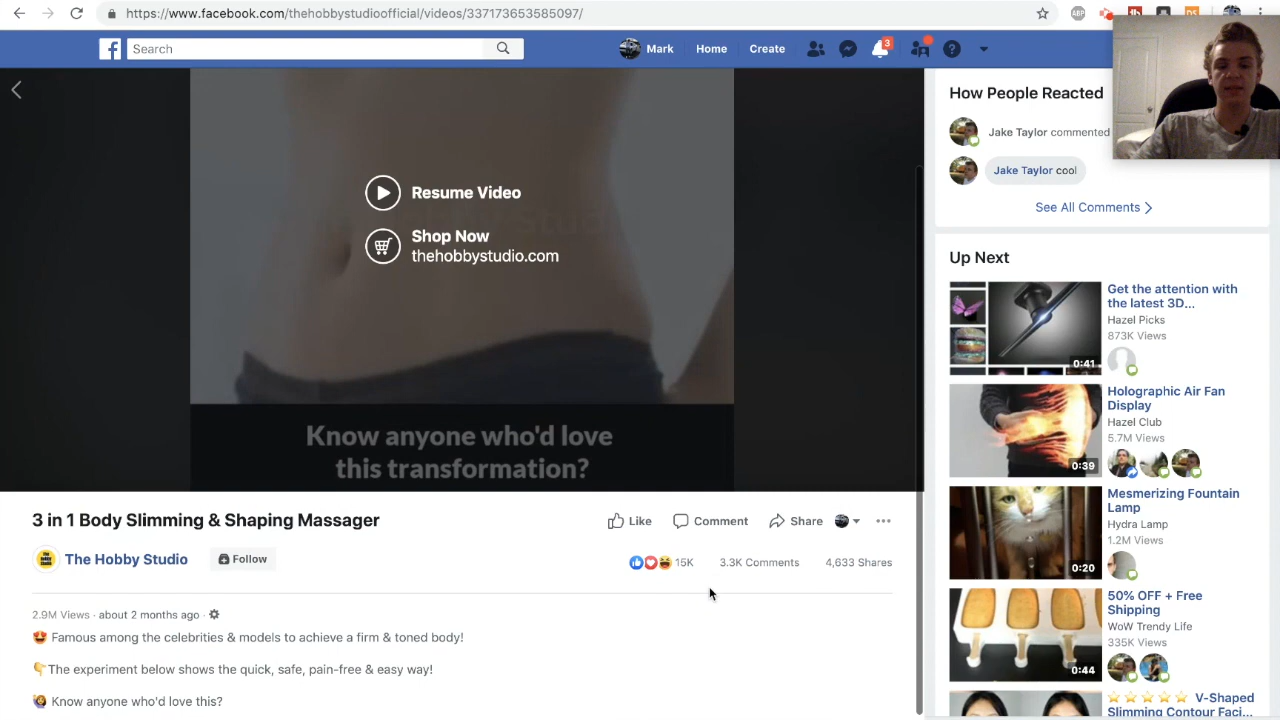 https://www.facebook.com/thehobbystudioofficial/videos/337173653585097/
ABP
DS
Search
Mark
Home
Create
3
Resume Video
Shop Now
thehobbystudio.com
Know anyone who'd love
this transformation?
3 in 1 Body Slimming & Shaping Massager
Like
Comment
Share
The Hobby Studio
Follow
15K
3.3K Comments
4,633 Shares
2.9M Views · about 2 months ago
Famous among the celebrities & models to achieve a firm & toned body!
The experiment below shows the quick, safe, pain-free & easy way!
Know anyone who'd love this?
How People Reacted
Jake Taylor commented
Jake Taylor cool
See All Comments
Up Next
0:41
Get the attention with
the latest 3D...
Hazel Picks
873K Views
0:39
Holographic Air Fan
Display
Hazel Club
5.7M Views
0:20
Mesmerizing Fountain
Lamp
Hydra Lamp
1.2M Views
0:44
50% OFF + Free
Shipping
WoW Trendy Life
335K Views
V-Shaped
Slimming Contour Faci...